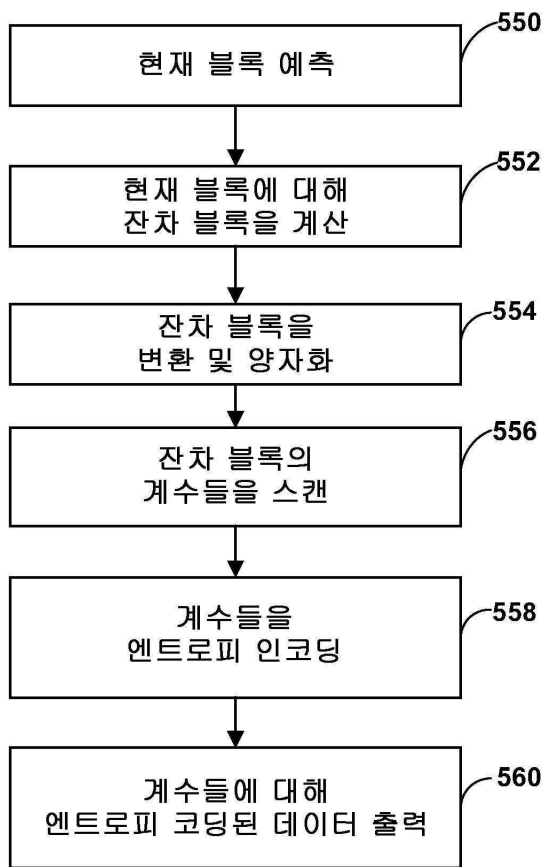 550
현재 블록 예측
552
현재 블록에 대해
잔차 블록을 계산
554
잔차 블록을
변환 및 양자화
556
잔차 블록의
계수들을 스캔
558
계수들을
엔트로피 인코딩
560
계수들에 대해
엔트로피 코딩된 데이터 출력